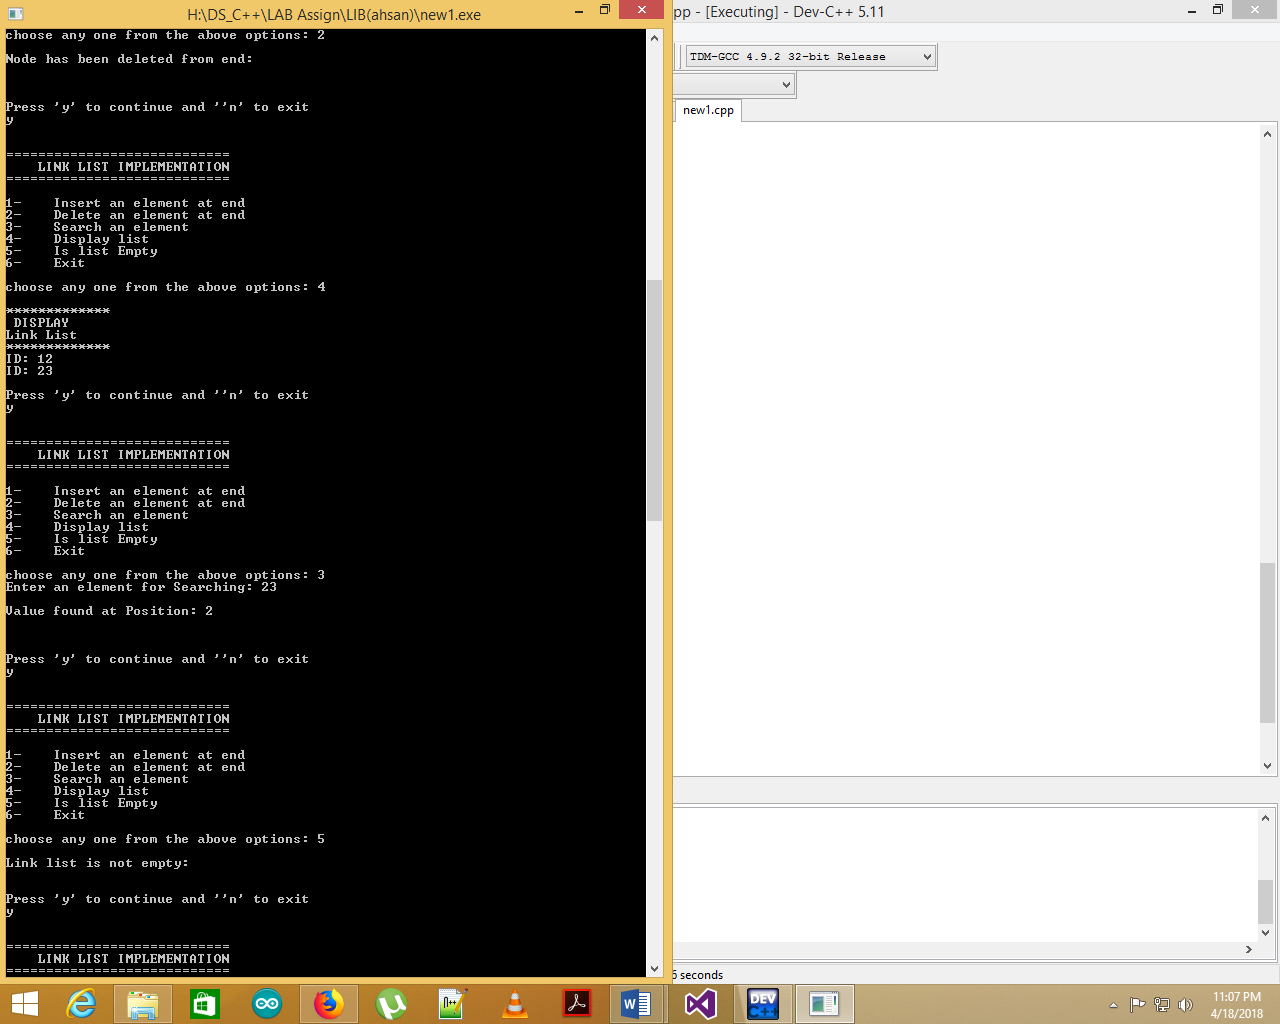 H:\DS_C++\LAB Assign\LIB(ahsan)\new1.exe
choose any one from the above options: 2
Node has been deleted from end:
Press 'y' to continue and ''n' to exit
y
============================
LINK LIST IMPLEMENTATION
============================
1- Insert an element at end
2- Delete an element at end
3- Search an element
4- Display list
5- Is list Empty
6- Exit
choose any one from the above options: 4
*************
DISPLAY
Link List
*************
ID: 12
ID: 23
Press 'y' to continue and ''n' to exit
y
============================
LINK LIST IMPLEMENTATION
============================
1- Insert an element at end
2- Delete an element at end
3- Search an element
4- Display list
5- Is list Empty
6- Exit
choose any one from the above options: 3
Enter an element for Searching: 23
Value found at Position: 2
Press 'y' to continue and ''n' to exit
y
============================
LINK LIST IMPLEMENTATION
============================
1- Insert an element at end
2- Delete an element at end
3- Search an element
4- Display list
5- Is list Empty
6- Exit
choose any one from the above options: 5
Link list is not empty:
Press 'y' to continue and ''n' to exit
y
============================
LINK LIST IMPLEMENTATION
============================
pp - [Executing] - Dev-C++ 5.11
TDM-GCC 4.9.2 32-bit Release
new1.cpp
seconds
DEV C++
11:07 PM
4/18/2018